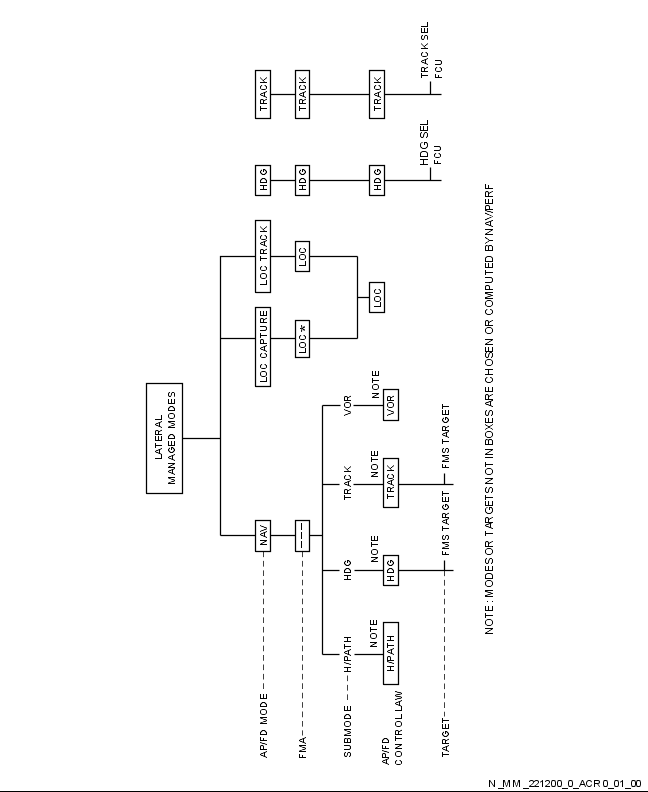 LATERAL
MANAGED MODES
AP/FD MODE
NAV
LOC CAPTURE
LOC TRACK
HDG
TRACK
FMA
---
LOC *
LOC
HDG
TRACK
SUBMODE
H/PATH
HDG
TRACK
VOR
NOTE
NOTE
NOTE
NOTE
AP/FD
CONTROL LAW
H/PATH
HDG
TRACK
VOR
LOC
HDG
TRACK
TARGET
FMS TARGET
FMS TARGET
HDG SEL
FCU
TRACK SEL
FCU
NOTE : MODES OR TARGETS NOT IN BOXES ARE CHOSEN OR COMPUTED BY NAV/PERF
N_MM_221200_0_ACR0_01_00